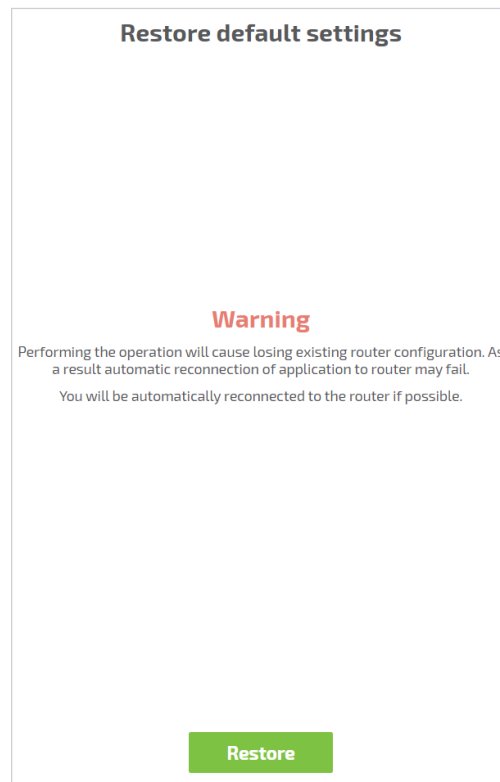 Restore default settings
Warning
Performing the operation will cause losing existing router configuration. As
a result automatic reconnection of application to router may fail.
You will be automatically reconnected to the router if possible.
Restore